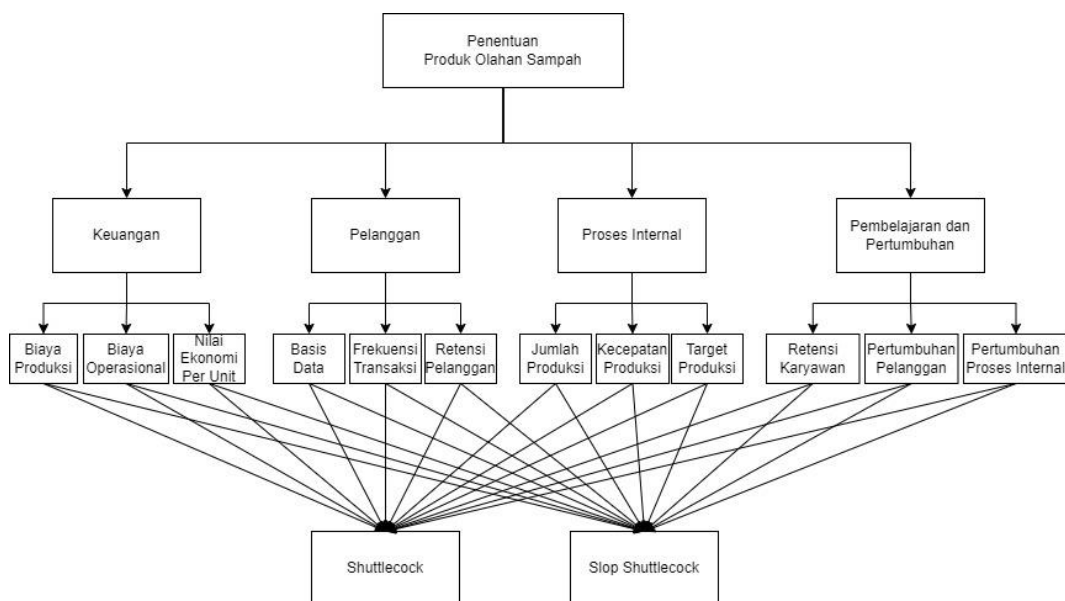 Penentuan
Produk Olahan Sampah
Keuangan
Pelanggan
Proses Internal
Pembelajaran dan
Pertumbuhan
Biaya
Produksi
Biaya
Operasional
Nilai
Ekonomi
Per Unit
Basis
Data
Frekuensi
Transaksi
Retensi
Pelanggan
Jumlah
Produksi
Kecepatan
Produksi
Target
Produksi
Retensi
Karyawan
Pertumbuhan
Pelanggan
Pertumbuhan
Proses Internal
Shuttlecock
Slop Shuttlecock